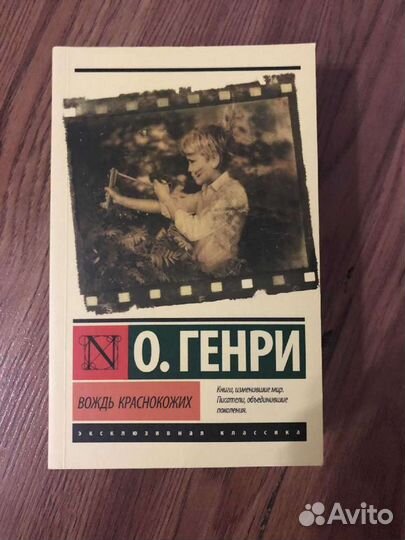 N
О. ГЕНРИ
ВОЖДЬ КРАСНОКОЖИХ
Книги, изменившие мир.
Писатели, объединившие
поколения.
эксклюзивная классика
Avito